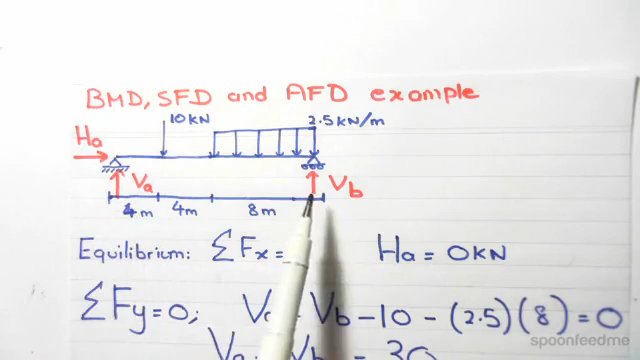 BMD, SFD and AFD example
10KN 2.5KN/m
Ha
Va Vb
4m 4m 8m
Equilibrium: ΣFx= Ha = 0KN
ΣFy=0; Vb -10 - (2.5)(8) = 0
30
spoonfeedme